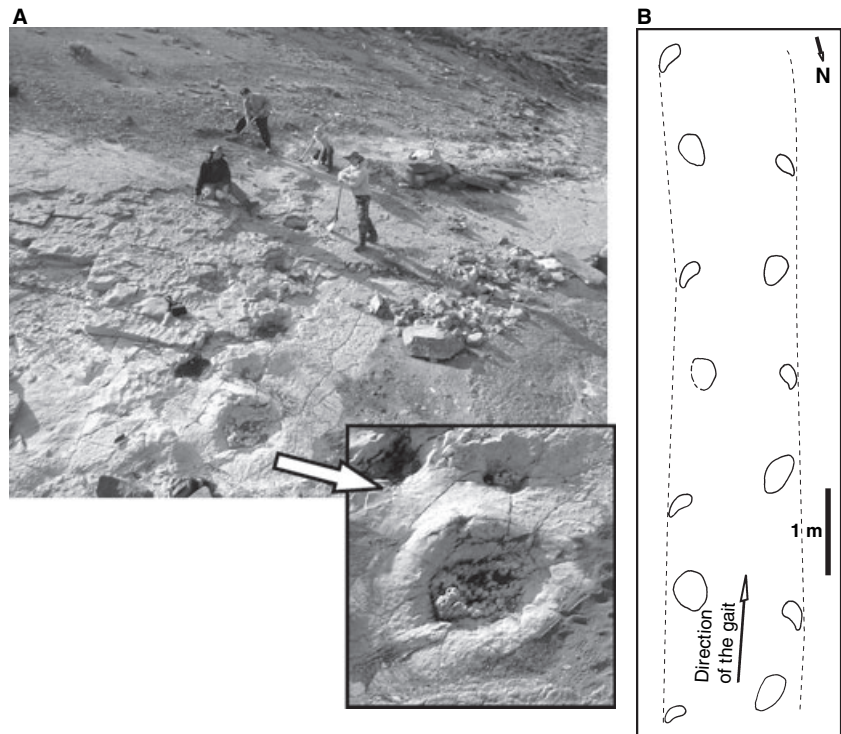 A
B
N
1 m
Direction
of the gait